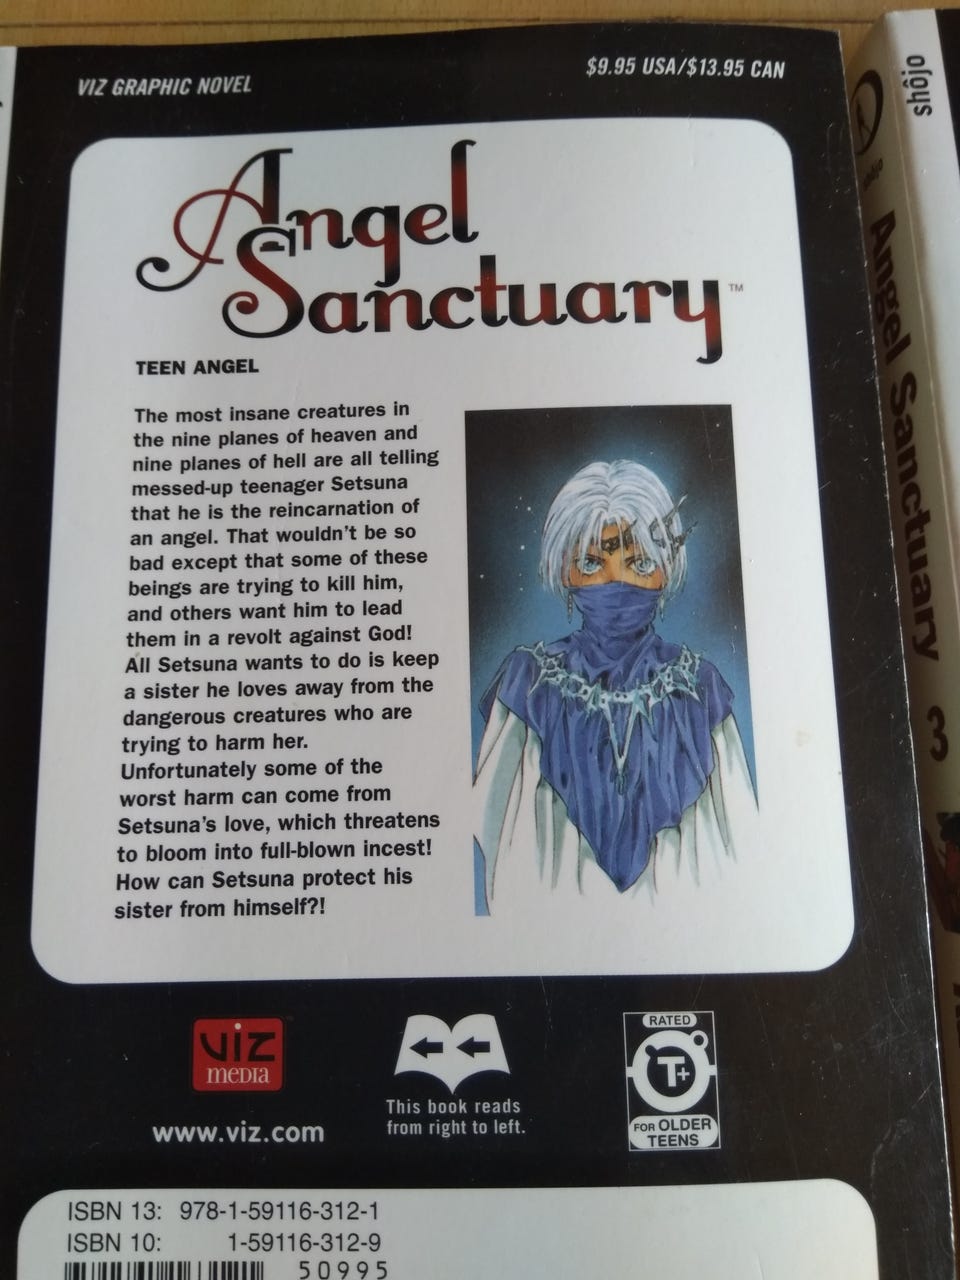 VIZ GRAPHIC NOVEL
$9.95 USA/$13.95 CAN
Angel
Sanctuary™
TEEN ANGEL
The most insane creatures in
the nine planes of heaven and
nine planes of hell are all telling
messed-up teenager Setsuna
that he is the reincarnation of
an angel. That wouldn't be so
bad except that some of these
beings are trying to kill him,
and others want him to lead
them in a revolt against God!
All Setsuna wants to do is keep
a sister he loves away from the
dangerous creatures who are
trying to harm her.
Unfortunately some of the
worst harm can come from
Setsuna's love, which threatens
to bloom into full-blown incest!
How can Setsuna protect his
sister from himself?!
VIZ
MEDIA
www.viz.com
This book reads
from right to left.
RATED
T+
FOR OLDER
TEENS
ISBN 13: 978-1-59116-312-1
ISBN 10: 1-59116-312-9
50995
shôjo
shôjo
Angel Sanctuary 3